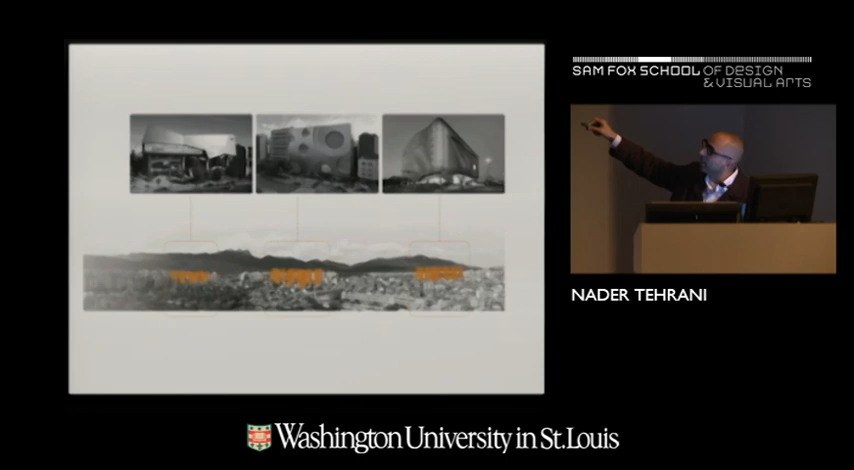 SAM FOX SCHOOL OF DESIGN
& VISUAL ARTS
NADER TEHRANI
Washington University in St. Louis